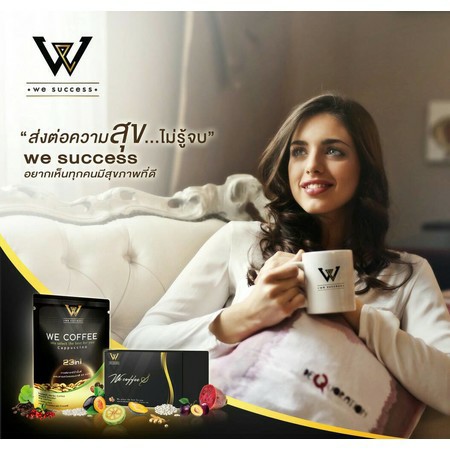 W
• we success •
“ส่งต่อความสุข...ไม่รู้จบ”
we success
อยากเห็นทุกคนมีสุขภาพที่ดี
W
we success
W
WE COFFEE
Cappuccino
23in1
W
We coffee S